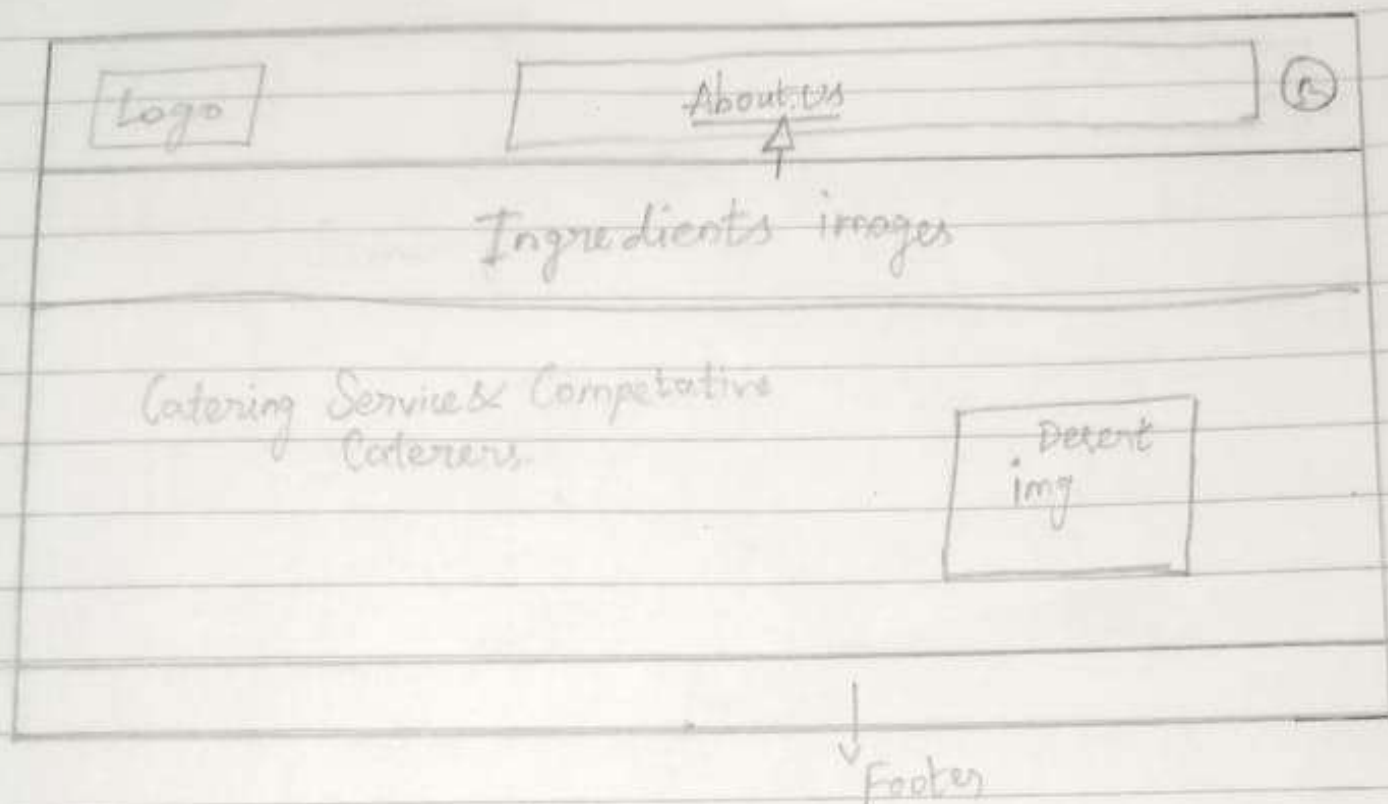 Logo
About Us
Ingredients images
Catering Service & Competative
Caterers.
Desert
img
Footer